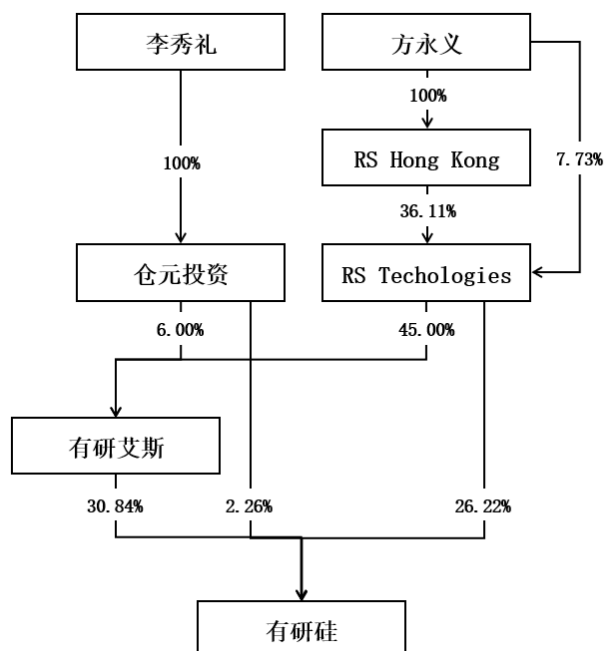 李秀礼
方永义
100%
RS Hong Kong
7.73%
100%
36.11%
仓元投资
RS Techologies
6.00%
45.00%
有研艾斯
30.84%
2.26%
26.22%
有研硅